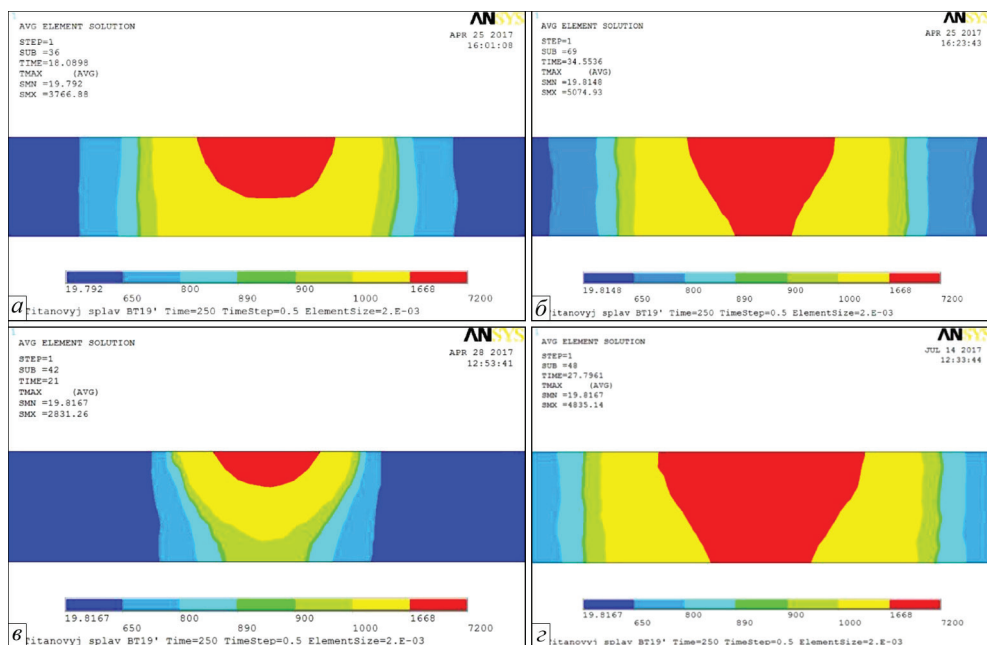 1
ANSYS
AVG ELEMENT SOLUTION
APR 25 2017
16:01:08
STEP=1
SUB =36
TIME=18.0898
TMAX (AVG)
SMN =19.792
SMX =3766.88
19.792 800 900 1668
650 890 1000 7200
а
Titanovyj splav BT19' Time=250 TimeStep=0.5 ElementSize=2.E-03
1
ANSYS
AVG ELEMENT SOLUTION
APR 25 2017
16:23:43
STEP=1
SUB =69
TIME=34.5536
TMAX (AVG)
SMN =19.8148
SMX =5074.93
19.8148 800 900 1668
650 890 1000 7200
б
Titanovyj splav BT19' Time=250 TimeStep=0.5 ElementSize=2.E-03
1
ANSYS
AVG ELEMENT SOLUTION
APR 28 2017
12:53:41
STEP=1
SUB =42
TIME=21
TMAX (AVG)
SMN =19.8167
SMX =2831.26
19.8167 800 900 1668
650 890 1000 7200
в
Titanovyj splav BT19' Time=250 TimeStep=0.5 ElementSize=2.E-03
1
ANSYS
AVG ELEMENT SOLUTION
JUL 14 2017
12:33:44
STEP=1
SUB =48
TIME=27.7961
TMAX (AVG)
SMN =19.8167
SMX =4835.14
19.8167 800 900 1668
650 890 1000 7200
г
Titanovyj splav BT19' Time=250 TimeStep=0.5 ElementSize=2.E-03